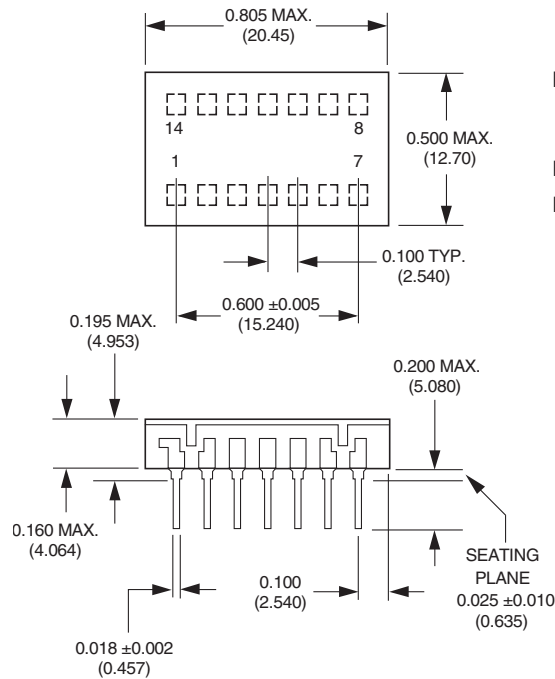 0.805 MAX.
(20.45)
14
8
1
7
0.500 MAX.
(12.70)
0.100 TYP.
(2.540)
0.600 ±0.005
(15.240)
0.195 MAX.
(4.953)
0.200 MAX.
(5.080)
0.160 MAX.
(4.064)
0.100
(2.540)
SEATING
PLANE
0.025 ±0.010
(0.635)
0.018 ±0.002
(0.457)